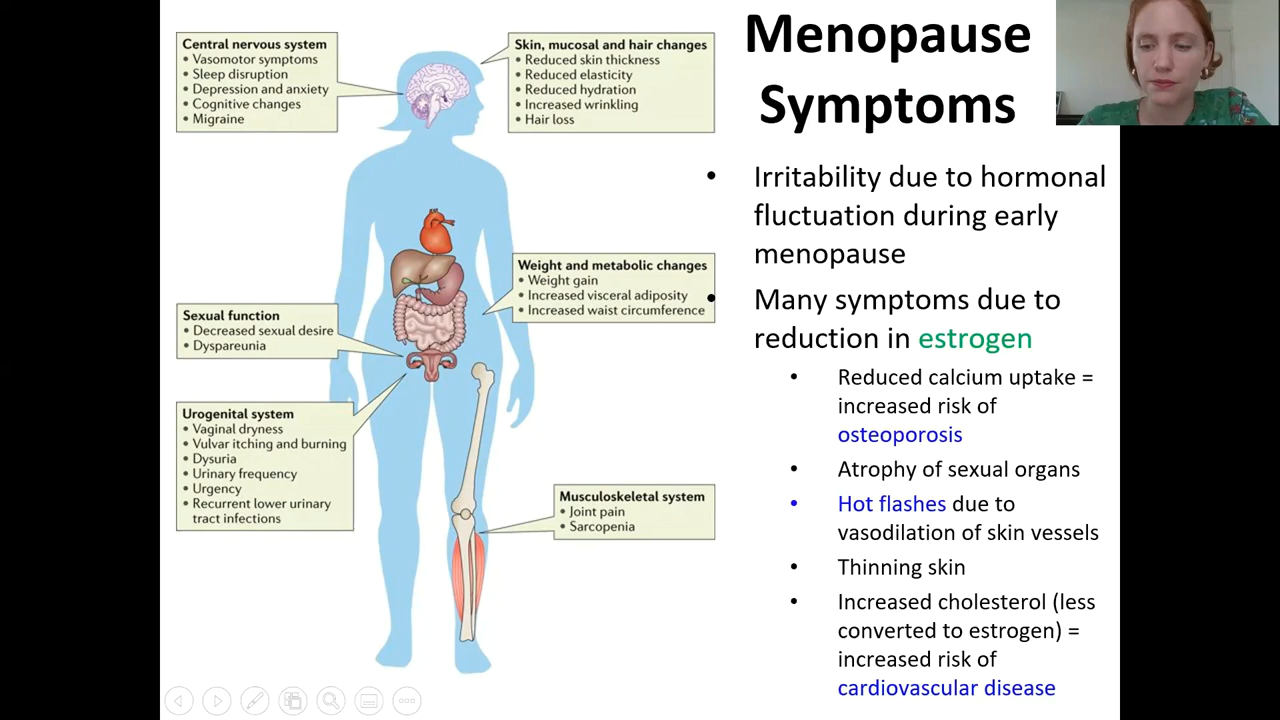 Menopause
Symptoms
Central nervous system
• Vasomotor symptoms
• Sleep disruption
• Depression and anxiety
• Cognitive changes
• Migraine
Skin, mucosal and hair changes
• Reduced skin thickness
• Reduced elasticity
• Reduced hydration
• Increased wrinkling
• Hair loss
Weight and metabolic changes
• Weight gain
• Increased visceral adiposity
• Increased waist circumference
Sexual function
• Decreased sexual desire
• Dyspareunia
Urogenital system
• Vaginal dryness
• Vulvar itching and burning
• Dysuria
• Urinary frequency
• Urgency
• Recurrent lower urinary
tract infections
Musculoskeletal system
• Joint pain
• Sarcopenia
• Irritability due to hormonal
fluctuation during early
menopause
• Many symptoms due to
reduction in estrogen
• Reduced calcium uptake =
increased risk of
osteoporosis
• Atrophy of sexual organs
• Hot flashes due to
vasodilation of skin vessels
• Thinning skin
• Increased cholesterol (less
converted to estrogen) =
increased risk of
cardiovascular disease